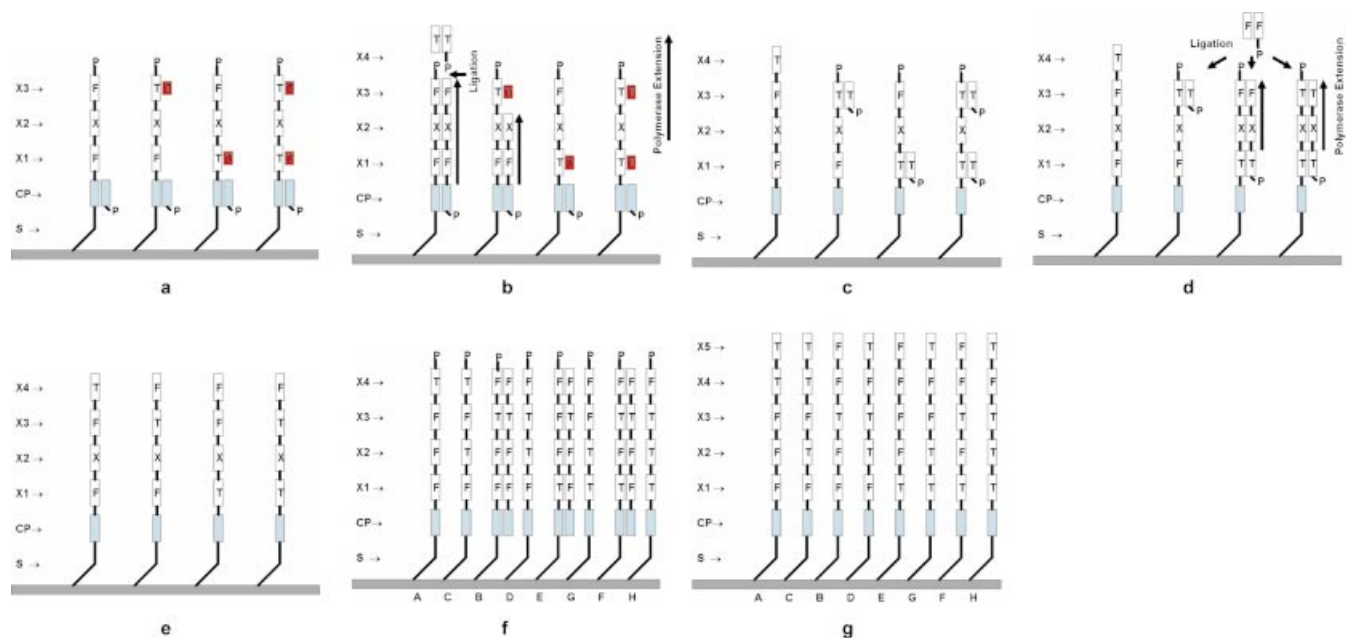 P P P P
X3→ F T F T
X2→ X X X X
X1→ F F T T
CP→
P P P P
S →
a
T T
X4→
P P P P P
Ligation
X3→ F F T F T
X2→ X X X X X X
X1→ F F F F T T
CP→
P P P P
S →
Polymerase Extension
b
X4→ T
P P P
X3→ F T T F T T
P P
X2→ X X X X
X1→ F F T T T T
P P
CP→
S →
c
F F
Ligation
P
X4→ T
P P P
X3→ F T T F F T T
P
X2→ X X X X X X
X1→ F F T T T T
P P
CP→
S →
Polymerase Extension
d
X4→ T F F F
X3→ F T F T
X2→ X X X X
X1→ F F T T
CP→
S →
e
P P P P P P P P
X4→ T T F F F F F F F F F
X3→ F F T T F F T F T T T
X2→ F T F F T F F T F F T
X1→ F F F F F T F T T F T
CP→
S →
A C B D E G F H
f
X5→ T T F T F T F T
X4→ T T F F F F F F
X3→ F F T T F F T T
X2→ F T F T F T F T
X1→ F F F F T T T T
CP→
S →
A C B D E G F H
g